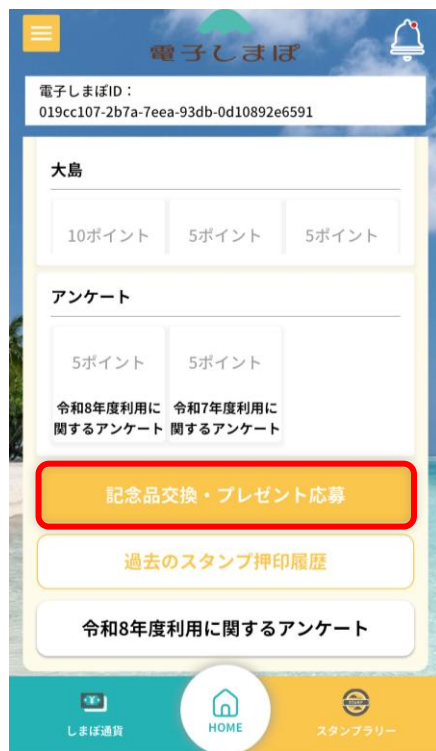 電子しまぽ
電子しまぽID：
019cc107-2b7a-7eea-93db-0d10892e6591
大島
10ポイント 5ポイント 5ポイント
アンケート
5ポイント 5ポイント
令和8年度利用に 令和7年度利用に
関するアンケート 関するアンケート
記念品交換・プレゼント応募
過去のスタンプ押印履歴
令和8年度利用に関するアンケート
しまぽ通貨 HOME スタンプラリー